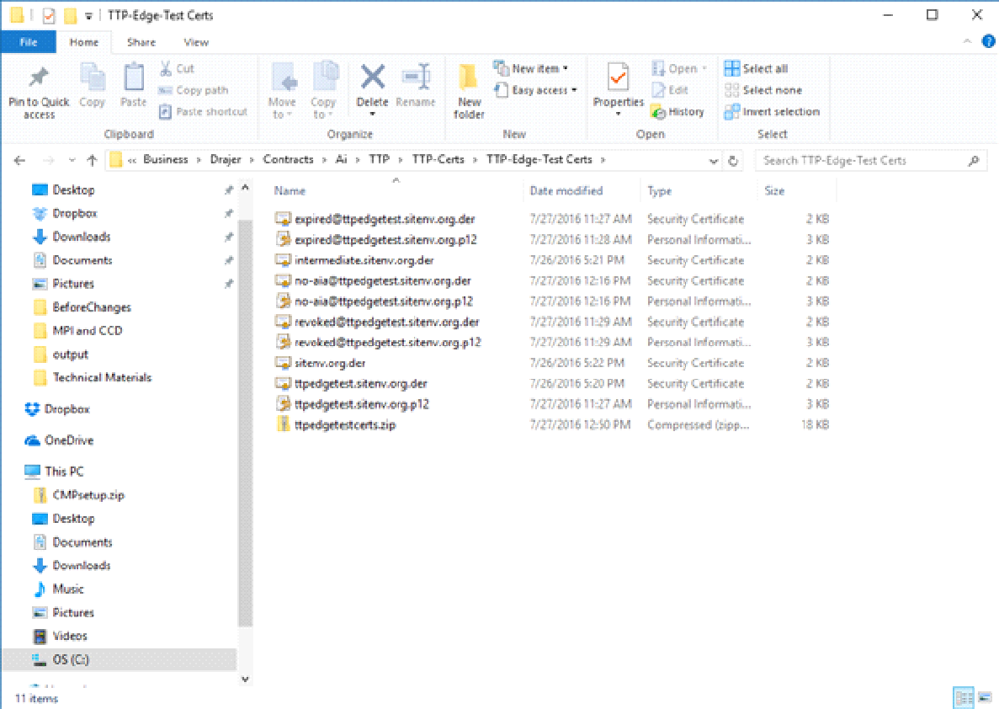 TTP-Edge-Test Certs
File Home Share View
Pin to Quick access
Copy
Paste
Cut
Copy path
Paste shortcut
Clipboard
Move to
Copy to
Delete
Rename
Organize
New folder
New item
Easy access
New
Properties
Open
Edit
History
Open
Select all
Select none
Invert selection
Select
« Business > Drajer > Contracts > Ai > TTP > TTP-Certs > TTP-Edge-Test Certs >
Search TTP-Edge-Test Certs
Desktop
Dropbox
Downloads
Documents
Pictures
BeforeChanges
MPI and CCD
output
Technical Materials
Dropbox
OneDrive
This PC
CMPsetup.zip
Desktop
Documents
Downloads
Music
Pictures
Videos
OS (C:)
Name Date modified Type Size
expired@ttpedgetest.sitenv.org.der 7/27/2016 11:27 AM Security Certificate 2 KB
expired@ttpedgetest.sitenv.org.p12 7/27/2016 11:28 AM Personal Informati... 3 KB
intermediate.sitenv.org.der 7/26/2016 5:21 PM Security Certificate 2 KB
no-aia@ttpedgetest.sitenv.org.der 7/27/2016 12:16 PM Security Certificate 2 KB
no-aia@ttpedgetest.sitenv.org.p12 7/27/2016 12:16 PM Personal Informati... 3 KB
revoked@ttpedgetest.sitenv.org.der 7/27/2016 11:29 AM Security Certificate 2 KB
revoked@ttpedgetest.sitenv.org.p12 7/27/2016 11:29 AM Personal Informati... 3 KB
sitenv.org.der 7/26/2016 5:22 PM Security Certificate 2 KB
ttpedgetest.sitenv.org.der 7/26/2016 5:20 PM Security Certificate 2 KB
ttpedgetest.sitenv.org.p12 7/27/2016 11:27 AM Personal Informati... 3 KB
ttpedgetestcerts.zip 7/27/2016 12:50 PM Compressed (zipp... 18 KB
11 items